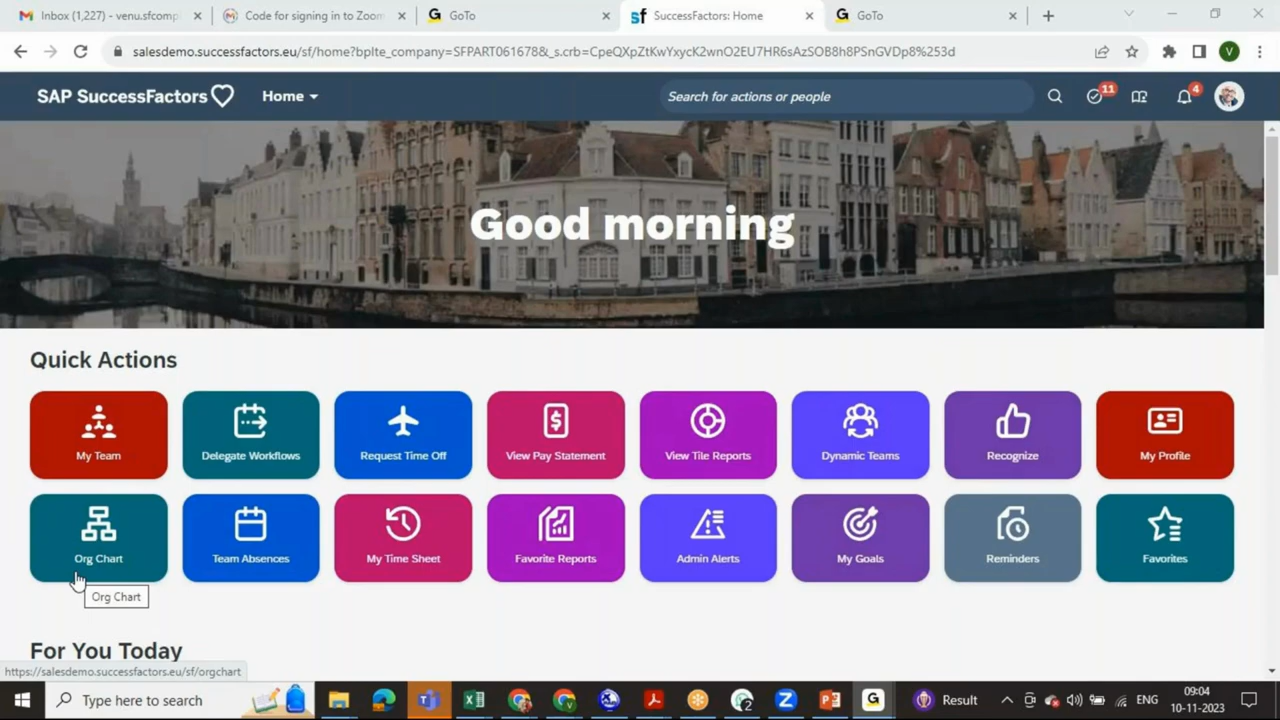 Inbox (1,227) - venu.sfcomp
Code for signing in to Zoom
GoTo
SuccessFactors: Home
GoTo
salesdemo.successfactors.eu/sf/home?bplte_company=SFPART061678&_s.crb=CpeQXpZtKwYxycK2wnO2EU7HR6sAzSOB8h8PSnGVDp8%253d
V
SAP SuccessFactors
Home
Search for actions or people
11
4
Good morning
Quick Actions
My Team
Delegate Workflows
Request Time Off
View Pay Statement
View Tile Reports
Dynamic Teams
Recognize
My Profile
Org Chart
Team Absences
My Time Sheet
Favorite Reports
Admin Alerts
My Goals
Reminders
Favorites
Org Chart
For You Today
https://salesdemo.successfactors.eu/sf/orgchart
Type here to search
Result
ENG
09:04
10-11-2023